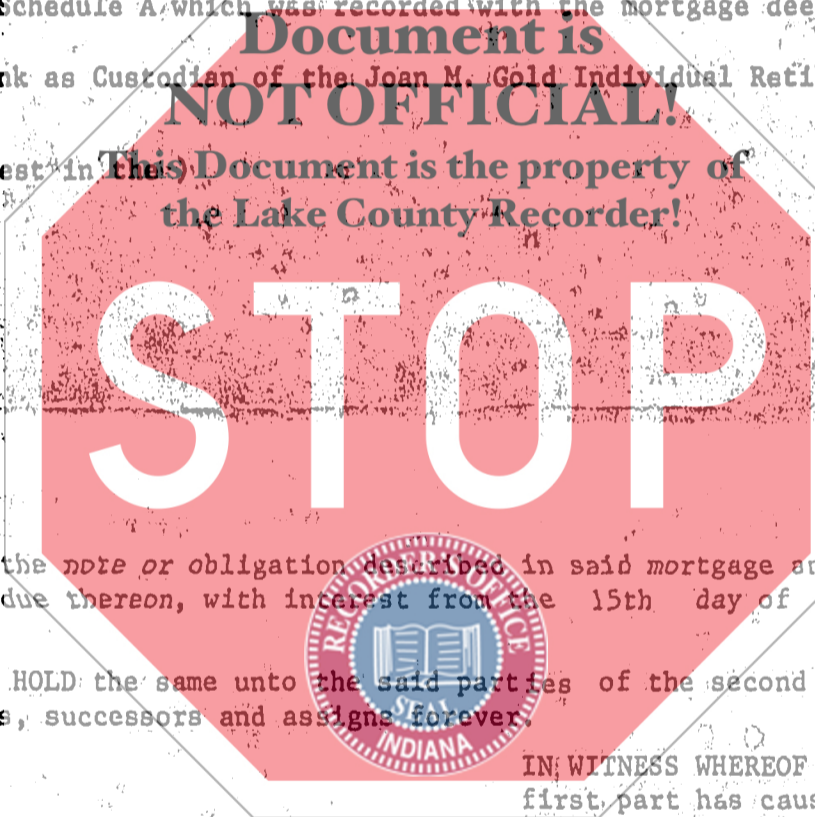 Schedule A which was recorded with the mortgage dee
Document is
nk as Custodian of the Joan M. Gold Individual Reti
NOT OFFICIAL!
est in the
This Document is the property of
the Lake County Recorder!
STOP
the note or obligation described in said mortgage an
due thereon, with interest from the 15th day of
RECORDER'S OFFICE
SEAL
INDIANA
HOLD the same unto the said parties of the second
s, successors and assigns forever.
IN WITNESS WHEREOF
first part has caus